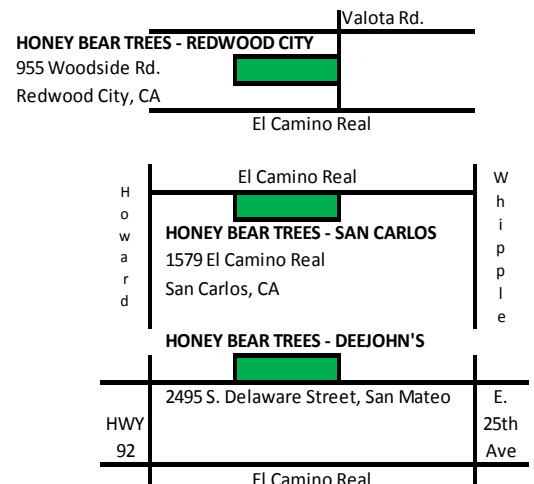 Valota Rd.
HONEY BEAR TREES - REDWOOD CITY
955 Woodside Rd.
Redwood City, CA
El Camino Real
El Camino Real
Howard
Whipple
HONEY BEAR TREES - SAN CARLOS
1579 El Camino Real
San Carlos, CA
HONEY BEAR TREES - DEEJOHN'S
2495 S. Delaware Street, San Mateo
HWY
92
E.
25th
Ave
El Camino Real